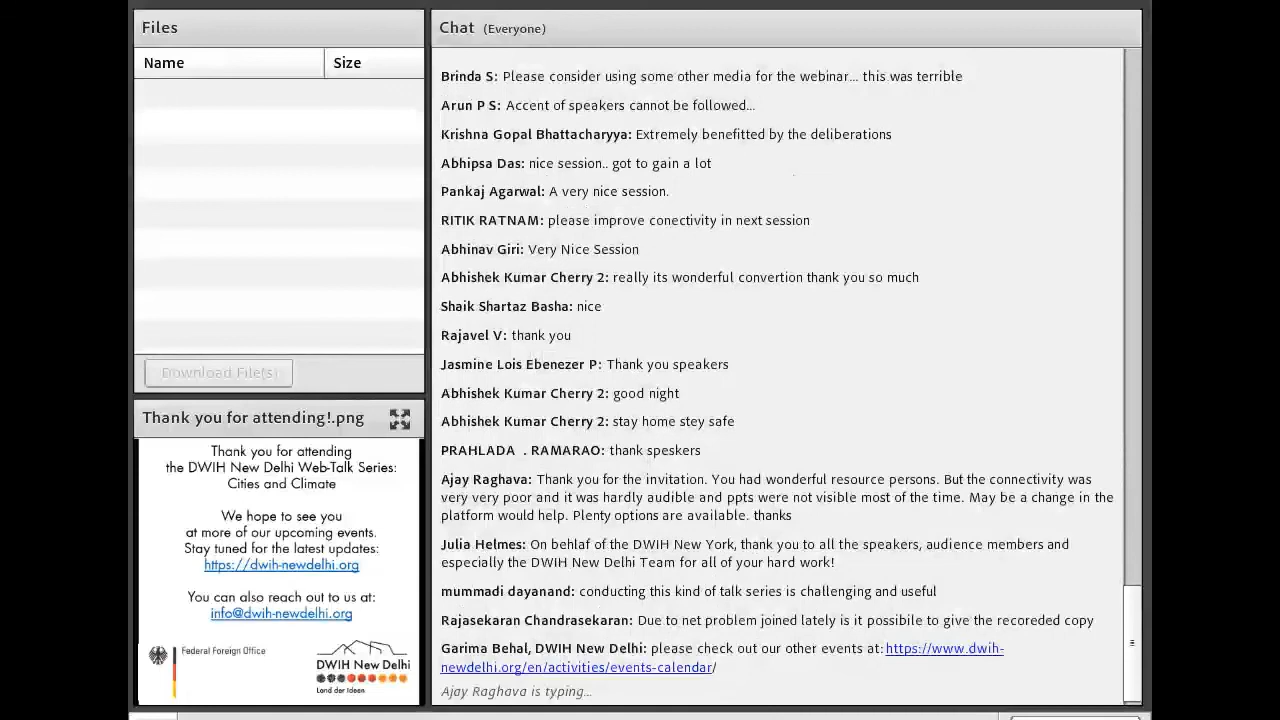 Files
Name Size
Download File(s)
Thank you for attending!.png
Thank you for attending
the DWIH New Delhi Web-Talk Series:
Cities and Climate
We hope to see you
at more of our upcoming events.
Stay tuned for the latest updates:
https://dwih-newdelhi.org
You can also reach out to us at:
info@dwih-newdelhi.org
Federal Foreign Office
DWIH New Delhi
Land der Ideen
Chat (Everyone)
Brinda S: Please consider using some other media for the webinar... this was terrible
Arun P S: Accent of speakers cannot be followed...
Krishna Gopal Bhattacharyya: Extremely benefitted by the deliberations
Abhipsa Das: nice session.. got to gain a lot
Pankaj Agarwal: A very nice session.
RITIK RATNAM: please improve conectivity in next session
Abhinav Giri: Very Nice Session
Abhishek Kumar Cherry 2: really its wonderful convertion thank you so much
Shaik Shartaz Basha: nice
Rajavel V: thank you
Jasmine Lois Ebenezer P: Thank you speakers
Abhishek Kumar Cherry 2: good night
Abhishek Kumar Cherry 2: stay home stey safe
PRAHLADA . RAMARAO: thank speskers
Ajay Raghava: Thank you for the invitation. You had wonderful resource persons. But the connectivity was
very very poor and it was hardly audible and ppts were not visible most of the time. May be a change in the
platform would help. Plenty options are available. thanks
Julia Helmes: On behlaf of the DWIH New York, thank you to all the speakers, audience members and
especially the DWIH New Delhi Team for all of your hard work!
mummadi dayanand: conducting this kind of talk series is challenging and useful
Rajasekaran Chandrasekaran: Due to net problem joined lately is it possibile to give the recoreded copy
Garima Behal, DWIH New Delhi: please check out our other events at: https://www.dwih-
newdelhi.org/en/activities/events-calendar/
Ajay Raghava is typing...